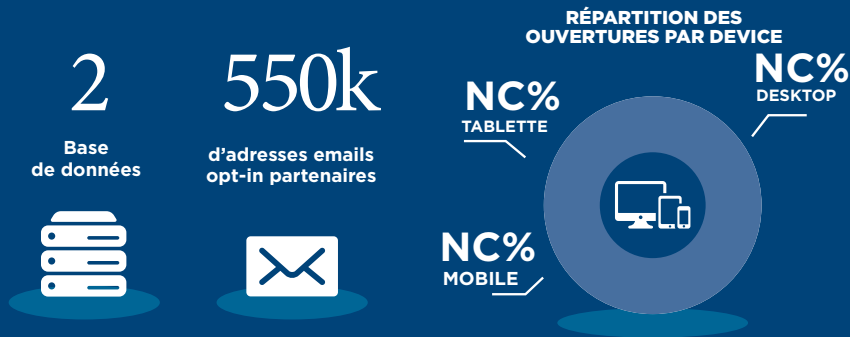 2
Base
de données
550k
d'adresses emails
opt-in partenaires
RÉPARTITION DES
OUVERTURES PAR DEVICE
NC%
TABLETTE
NC%
DESKTOP
NC%
MOBILE